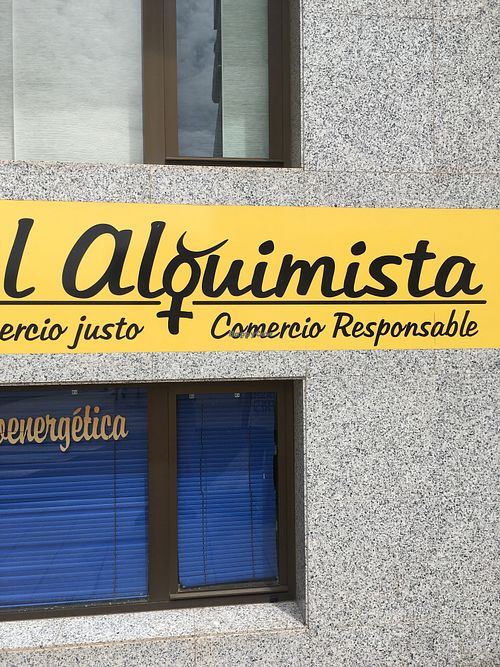 l Alquimista
ercio justo Comercio Responsable
oenergética